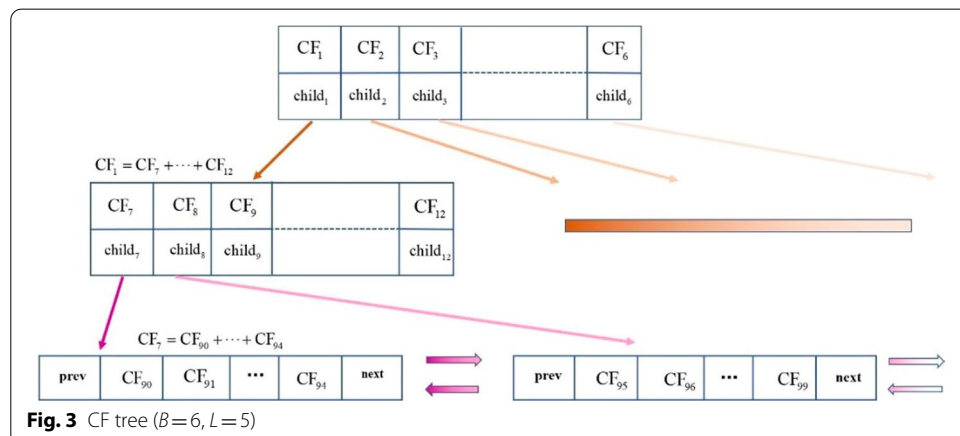 CF₁ CF₂ CF₃ CF₆
child₁ child₂ child₃ child₆
CF₁ = CF₇ + ⋯ + CF₁₂
CF₇ CF₈ CF₉ CF₁₂
child₇ child₈ child₉ child₁₂
CF₇ = CF₉₀ + ⋯ + CF₉₄
prev CF₉₀ CF₉₁ ⋯ CF₉₄ next prev CF₉₅ CF₉₆ ⋯ CF₉₉ next
Fig. 3 CF tree (B=6, L=5)